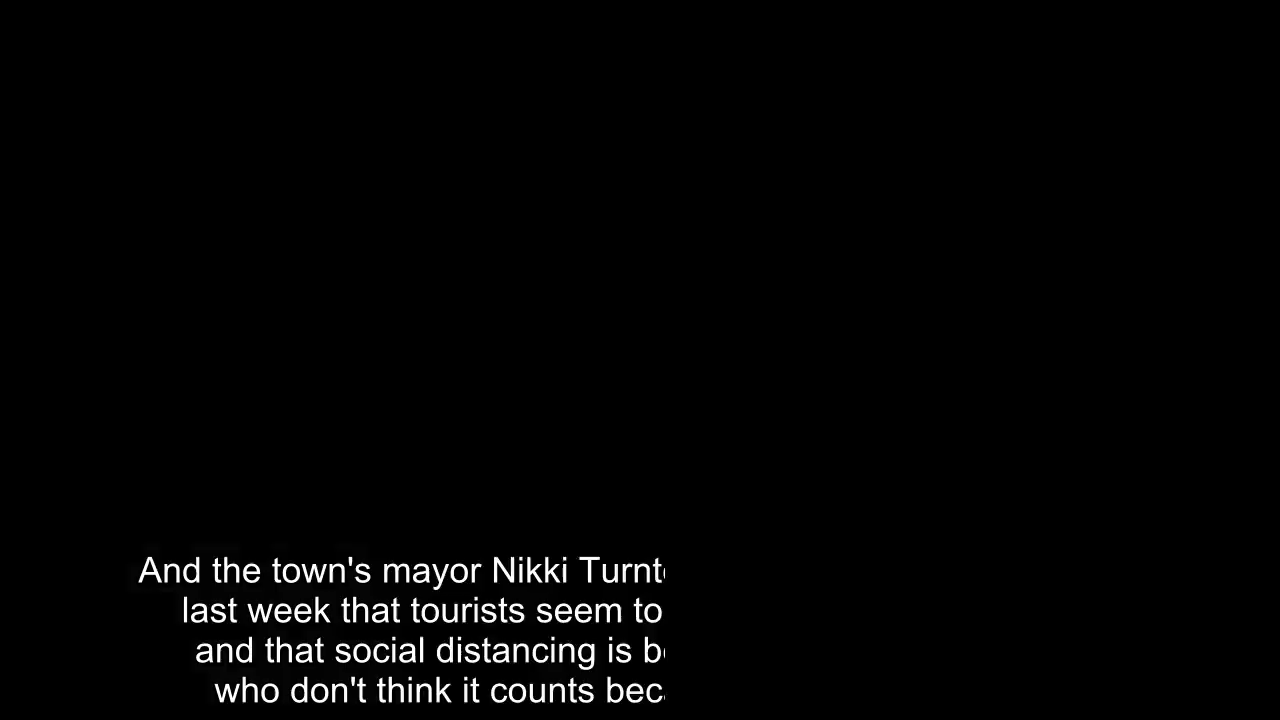 And the town's mayor Nikki
last week that tourists seem to
and that social distancing is
who don't think it counts